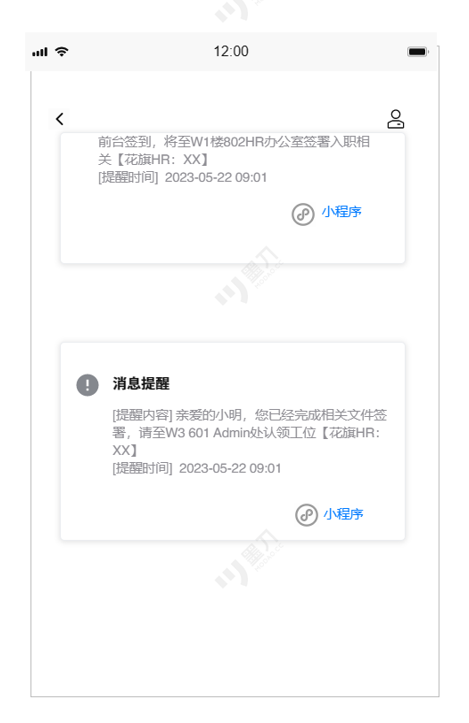 12:00
前台签到，将至W1楼802HR办公室签署入职相
关【花旗HR：XX】
[提醒时间] 2023-05-22 09:01
小程序
墨刀
消息提醒
[提醒内容] 亲爱的小明，您已经完成相关文件签
署，请至W3 601 Admin处认领工位【花旗HR：
XX】
[提醒时间] 2023-05-22 09:01
小程序
墨刀